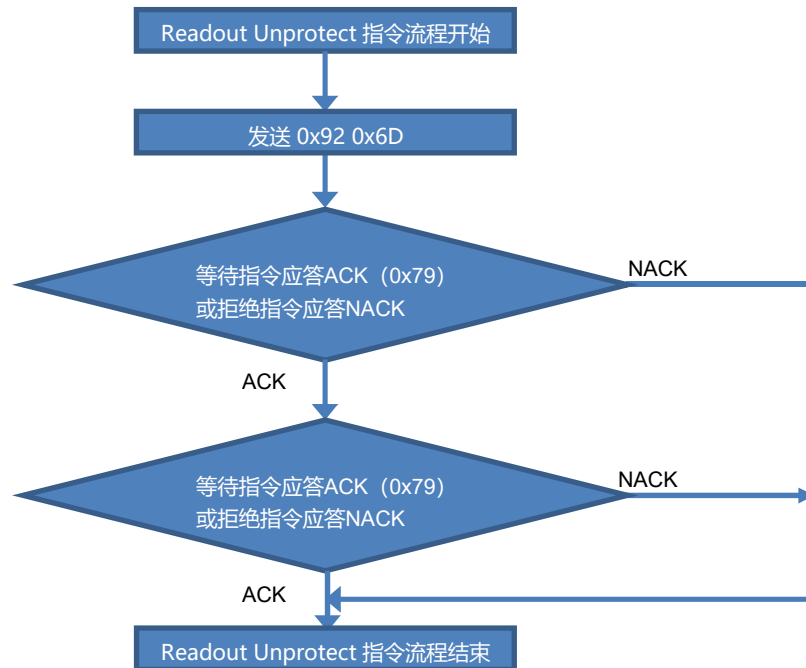 Readout Unprotect 指令流程开始
发送 0x92 0x6D
等待指令应答ACK（0x79）
或拒绝指令应答NACK
NACK
ACK
等待指令应答ACK（0x79）
或拒绝指令应答NACK
NACK
ACK
Readout Unprotect 指令流程结束